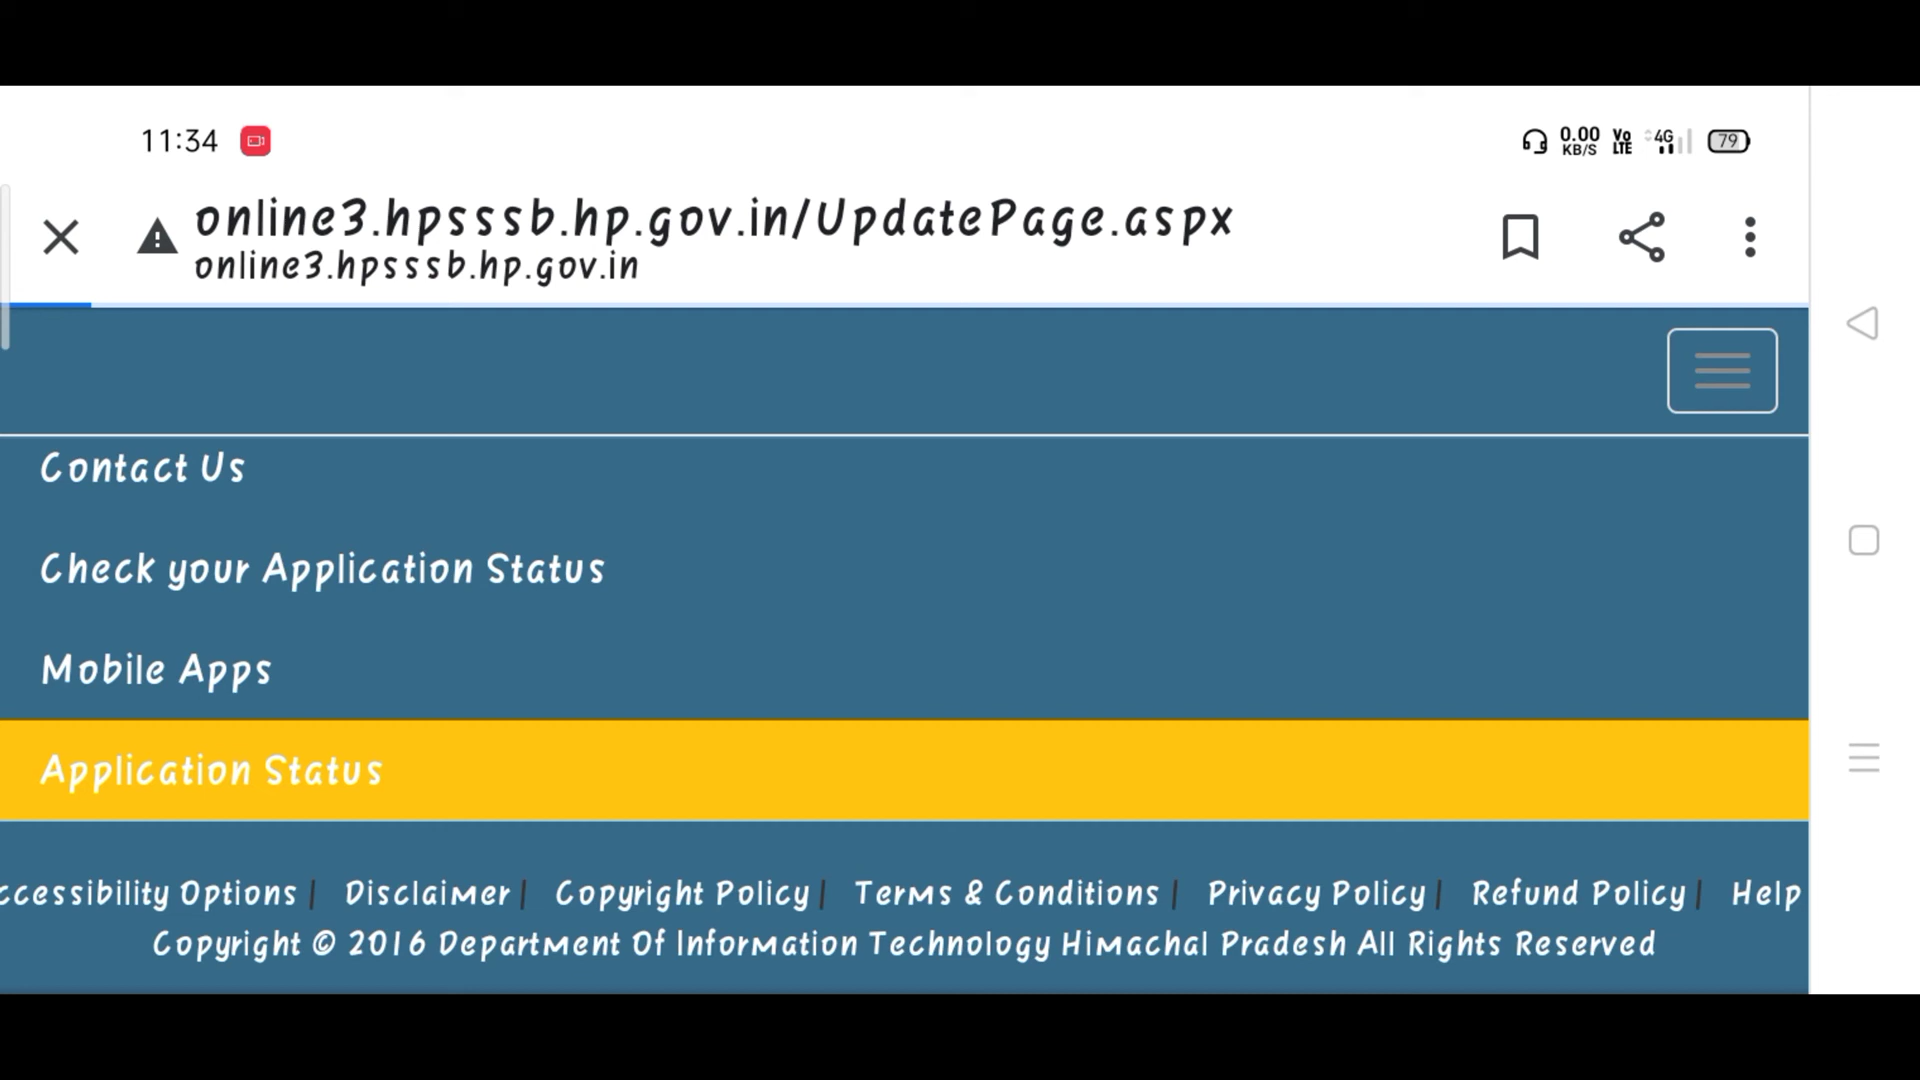 11:34
0.00 KB/S Vo LTE 4G 79
online3.hpsssb.hp.gov.in/UpdatePage.aspx
online3.hpsssb.hp.gov.in
Contact Us
Check your Application Status
Mobile Apps
Application Status
ccessibility Options | Disclaimer | Copyright Policy | Terms & Conditions | Privacy Policy | Refund Policy | Help
Copyright © 2016 Department Of Information Technology Himachal Pradesh All Rights Reserved